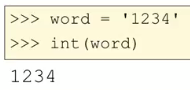 >>> word = '1234'
>>> int(word)
1234